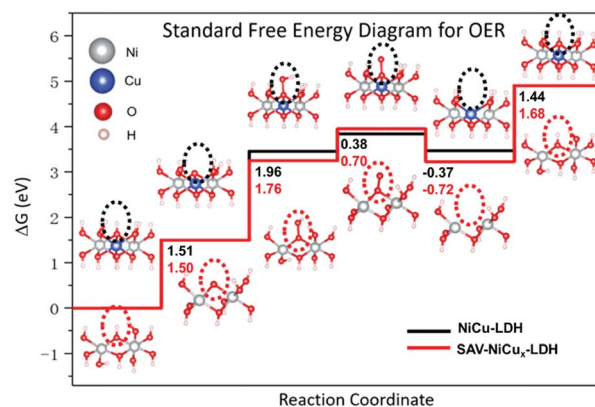 Standard Free Energy Diagram for OER
Ni
Cu
O
H
6
5
4
3
2
1
0
−1
ΔG (eV)
1.51
1.50
1.96
1.76
0.38
0.70
-0.37
-0.72
1.44
1.68
NiCu-LDH
SAV-NiCuₓ-LDH
Reaction Coordinate